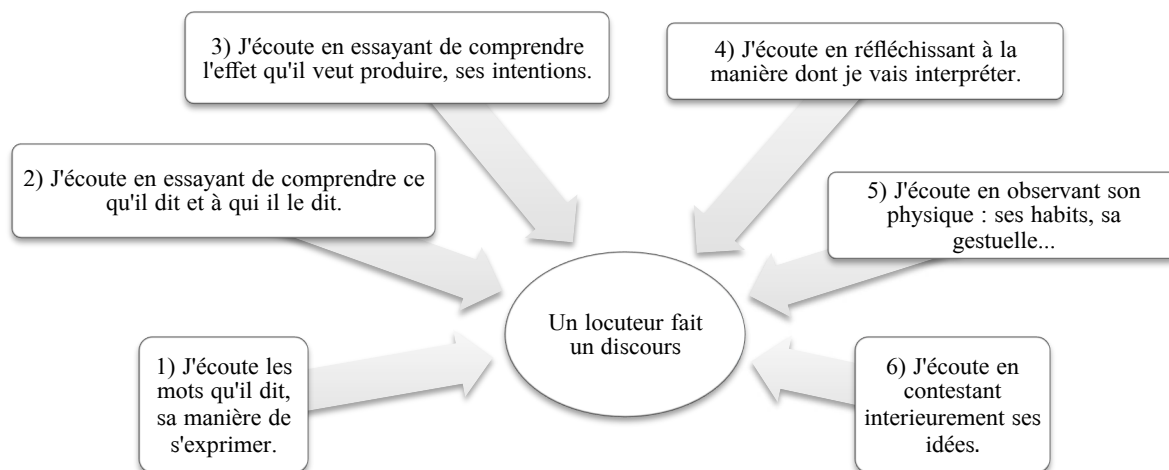 3) J'écoute en essayant de comprendre
l'effet qu'il veut produire, ses intentions.
4) J'écoute en réfléchissant à la
manière dont je vais interpréter.
2) J'écoute en essayant de comprendre ce
qu'il dit et à qui il le dit.
5) J'écoute en observant son
physique : ses habits, sa
gestuelle...
Un locuteur fait
un discours
1) J'écoute les
mots qu'il dit,
sa manière de
s'exprimer.
6) J'écoute en
contestant
interieurement ses
idées.